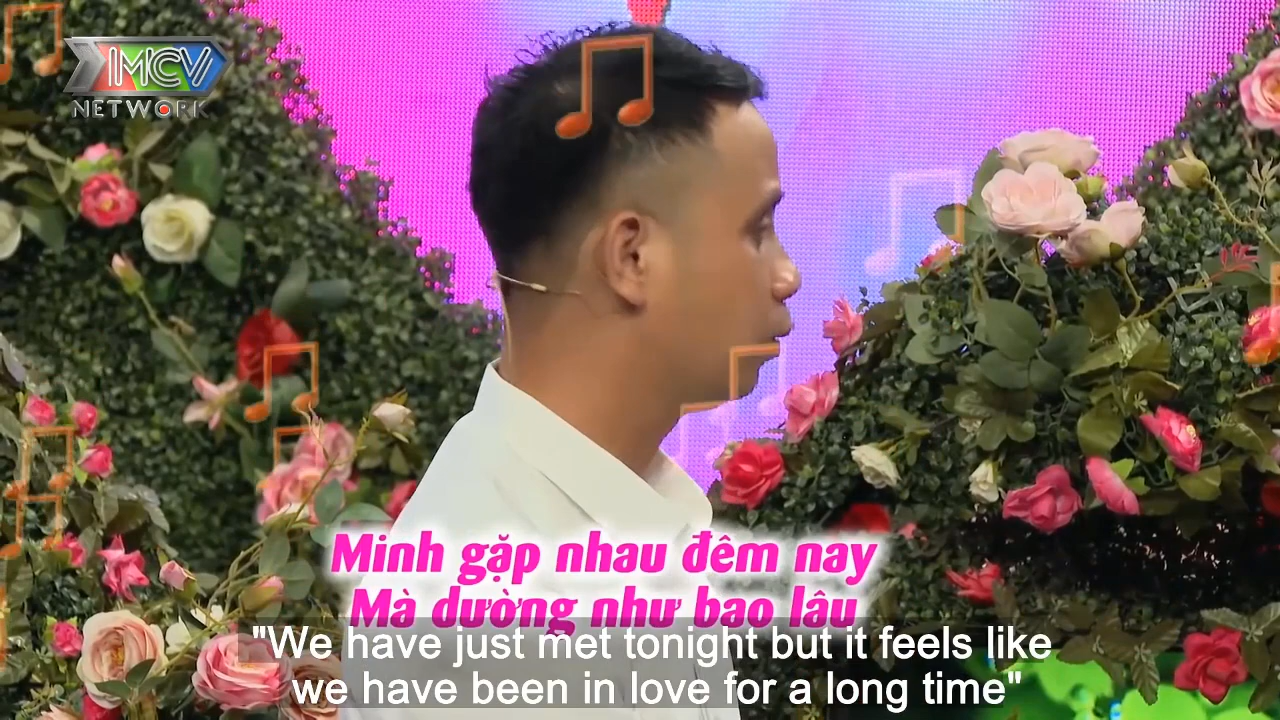 MCV
NETWORK
Minh gặp nhau đêm nay
Mà dường như bao lâu
"We have just met tonight but it feels like
we have been in love for a long time"